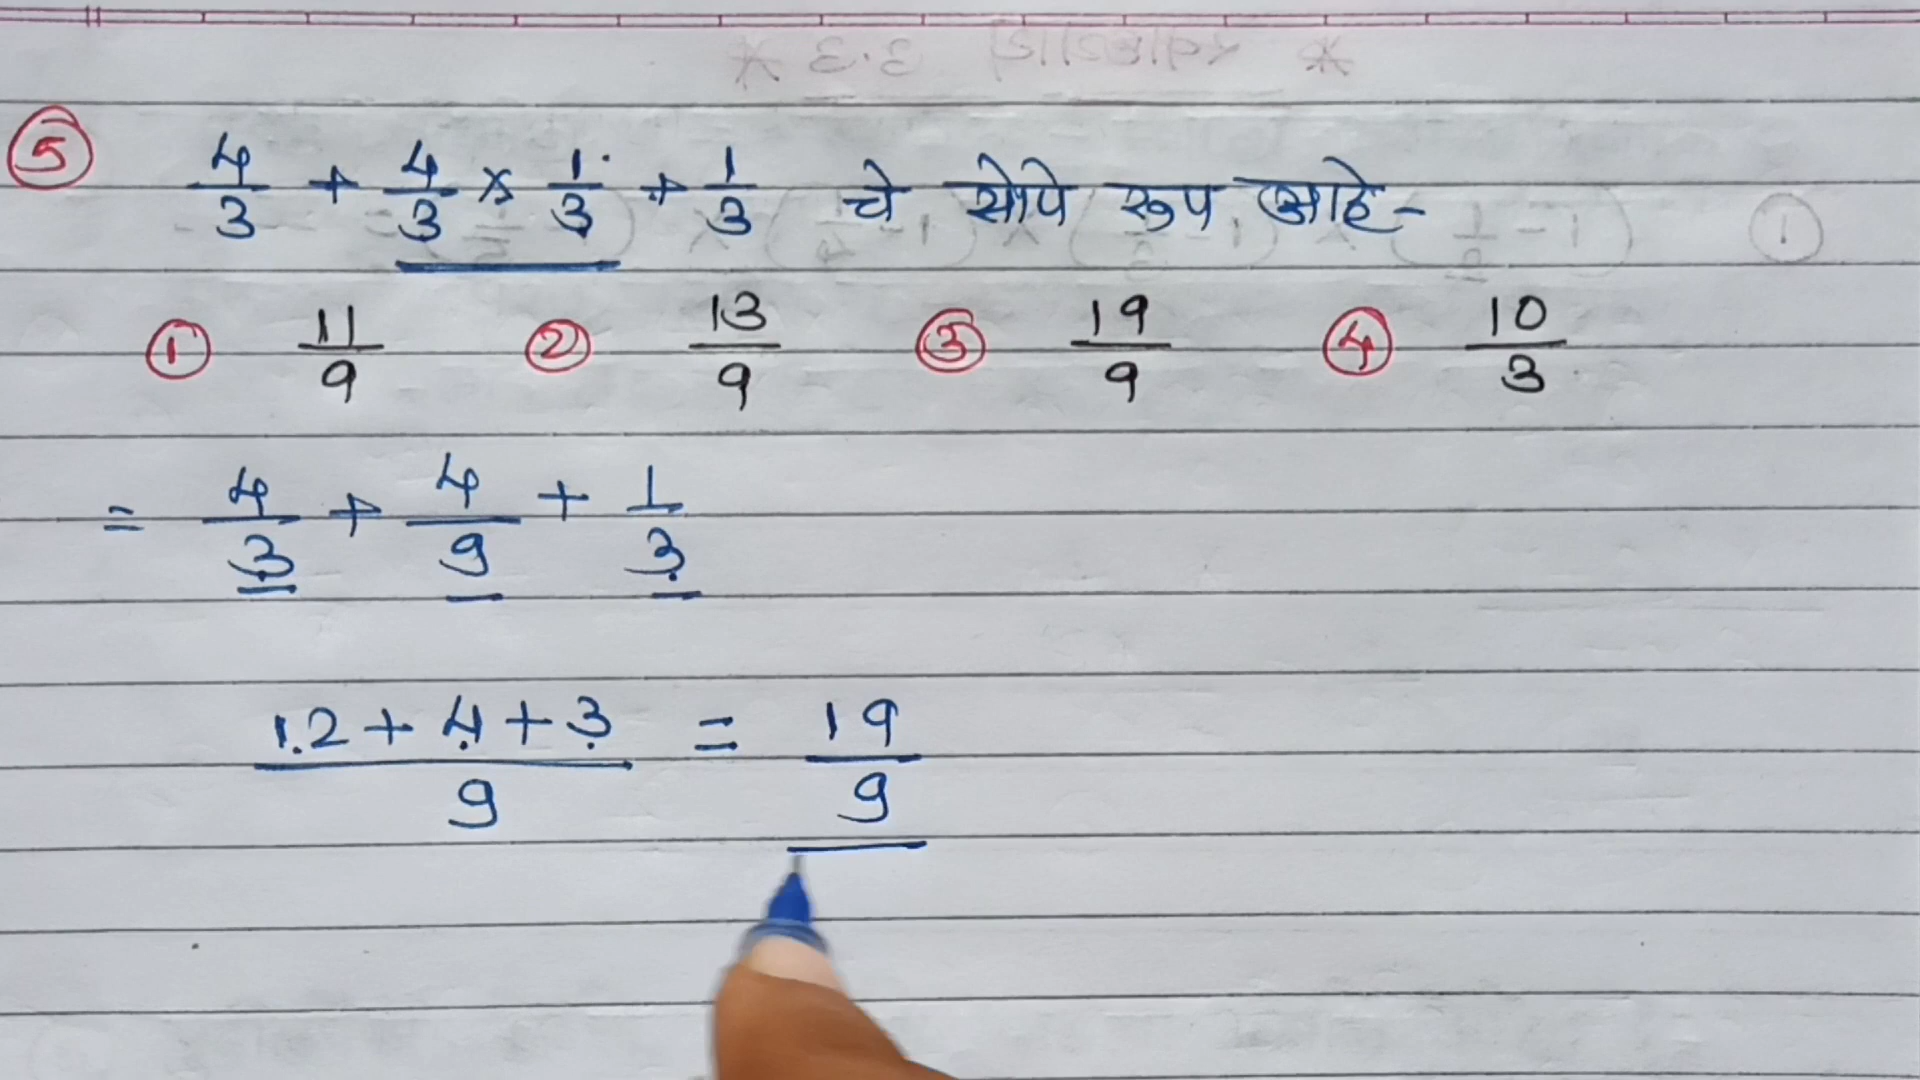 ⑤ 4/3 + 4/3 × 1/3 + 1/3 चे सोपे रूप आहे-
① 11/9 ② 13/9 ③ 19/9 ④ 10/3
= 4/3 + 4/9 + 1/3
12 + 4 + 3 / 9 = 19/9